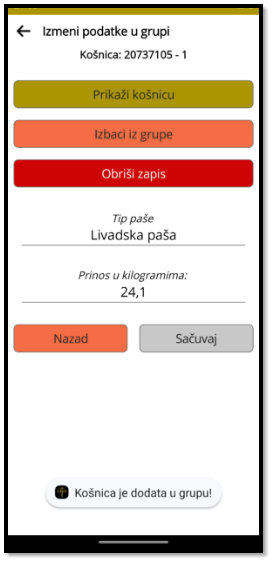 Izmeni podatke u grupi
Košnica: 20737105 - 1
Prikaži košnicu
Izbaci iz grupe
Obriši zapis
Tip paše
Livadska paša
Prinos u kilogramima:
24,1
Nazad
Sačuvaj
Košnica je dodata u grupu!